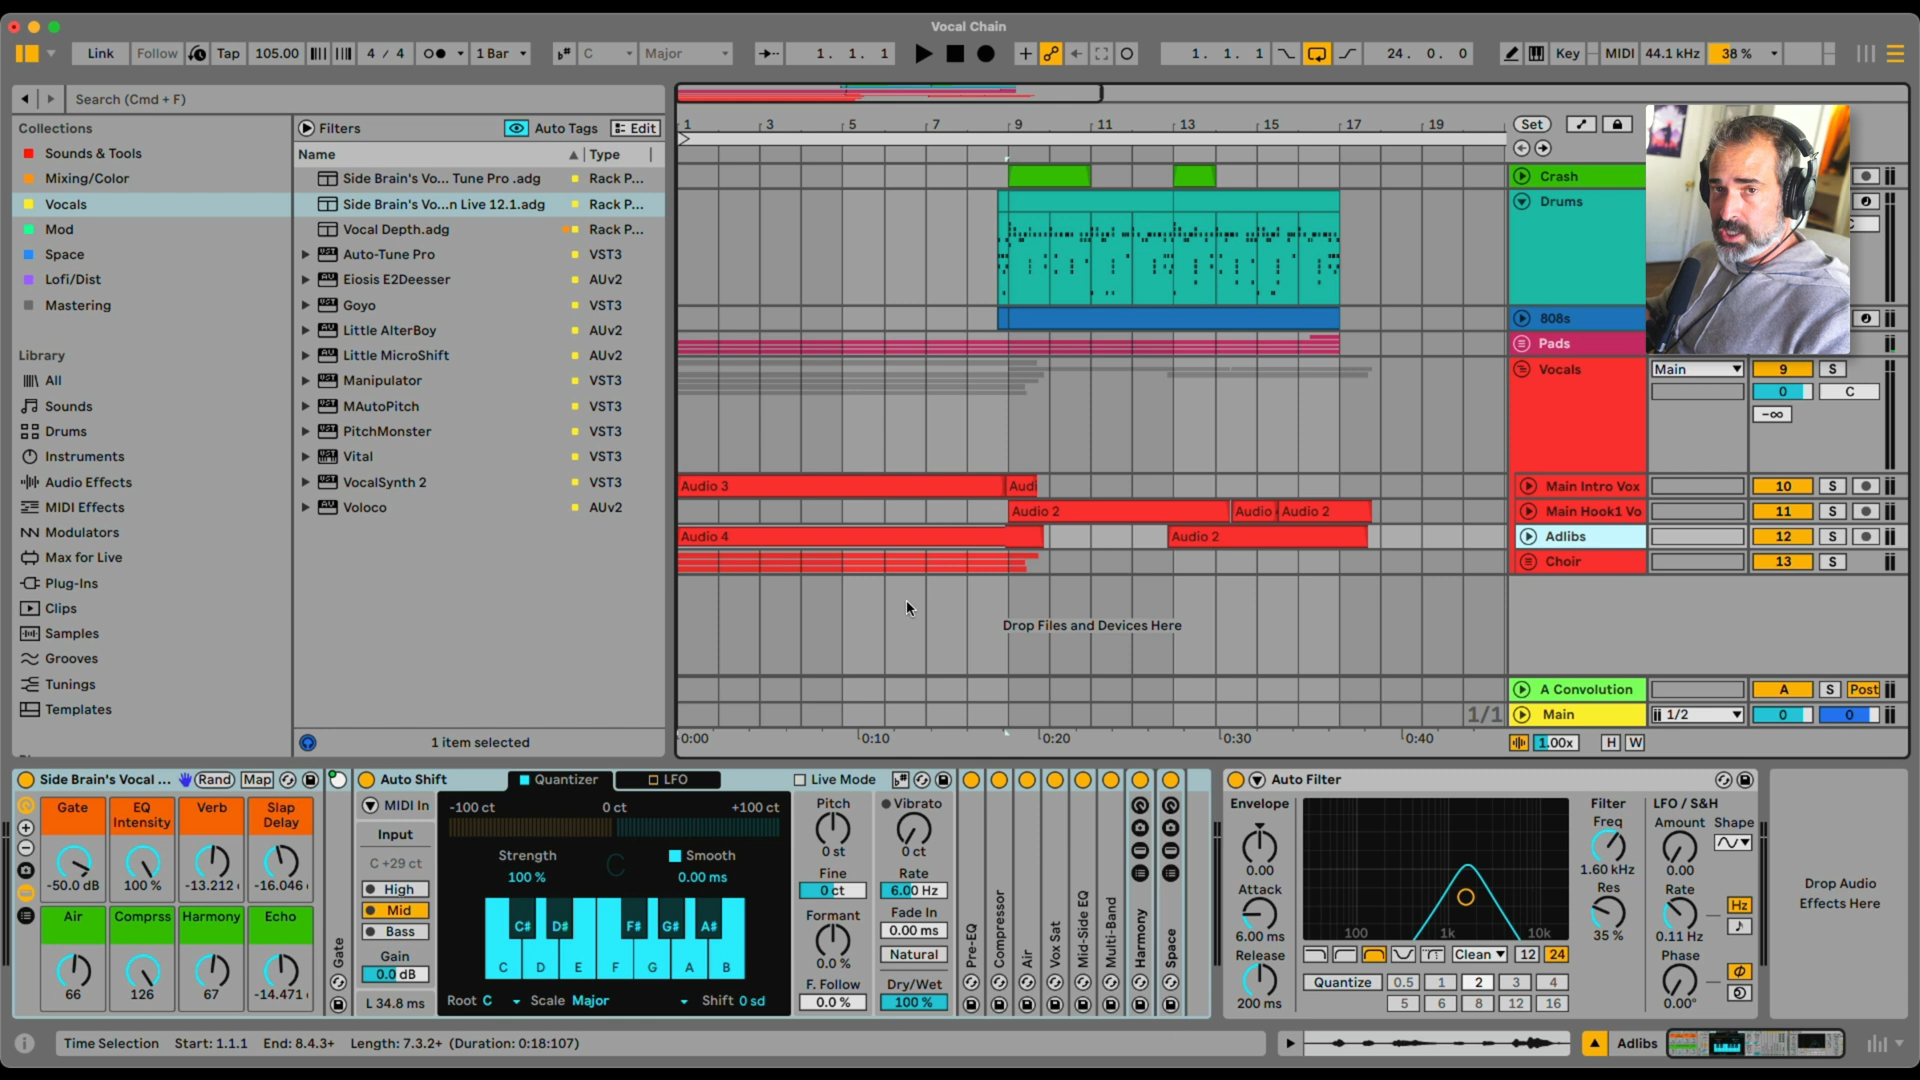 Vocal Chain
Link Follow Tap 105.00 4 / 4 1 Bar C Major 1. 1. 1 1. 1. 1 24. 0. 0 Key MIDI 44.1 kHz 38 %
Search (Cmd + F)
Collections
Sounds & Tools
Mixing/Color
Vocals
Mod
Space
Lofi/Dist
Mastering
Library
All
Sounds
Drums
Instruments
Audio Effects
MIDI Effects
Modulators
Max for Live
Plug-Ins
Clips
Samples
Grooves
Tunings
Templates
Filters Auto Tags Edit
Name Type
Side Brain's Vo... Tune Pro .adg Rack P...
Side Brain's Vo...n Live 12.1.adg Rack P...
Vocal Depth.adg Rack P...
Auto-Tune Pro VST3
Eiosis E2Deesser AUv2
Goyo VST3
Little AlterBoy AUv2
Little MicroShift AUv2
Manipulator VST3
MAutoPitch VST3
PitchMonster VST3
Vital VST3
VocalSynth 2 VST3
Voloco AUv2
1 item selected
1 3 5 7 9 11 13 15 17 19
Set
Crash
Drums
808s
Pads
Vocals Main 9 S
0 C
-∞
Audio 3 Audi Main Intro Vox 10 S
Audio 2 Audio Audio 2 Main Hook1 Vo 11 S
Audio 4 Audio 2 Adlibs 12 S
Choir 13 S
Drop Files and Devices Here
A Convolution A S Post
1/1 Main 1/2 0 0
0:00 0:10 0:20 0:30 0:40 1.00x H W
Side Brain's Vocal ... Rand Map
Gate EQ Intensity Verb Slap Delay
-50.0 dB 100 % -13.212 -16.046
Air Comprss Harmony Echo
66 126 67 -14.471
Gate
Auto Shift Quantizer LFO Live Mode
MIDI In
Input
C +29 ct
High
Mid
Bass
Gain
0.0 dB
L 34.8 ms
-100 ct 0 ct +100 ct
Strength C Smooth
100 % 0.00 ms
C# D# F# G# A#
C D E F G A B
Root C Scale Major Shift 0 sd
Pitch
0 st
Fine
0 ct
Formant
0.0 %
F. Follow
0.0 %
Vibrato
0 ct
Rate
6.00 Hz
Fade In
0.00 ms
Natural
Dry/Wet
100 %
Pre-EQ
Compressor
Air
Vox Sat
Mid-Side EQ
Multi-Band
Harmony
Space
Auto Filter
Envelope
0.00
Attack
6.00 ms
Release
200 ms
100 1k 10k
Clean 12 24
Quantize 0.5 1 2 3 4
5 6 8 12 16
Filter
Freq
1.60 kHz
Res
35 %
LFO / S&H
Amount Shape
0.00
Rate
0.11 Hz
Hz
Phase
0.00°
Drop Audio
Effects Here
Time Selection Start: 1.1.1 End: 8.4.3+ Length: 7.3.2+ (Duration: 0:18:107)
Adlibs